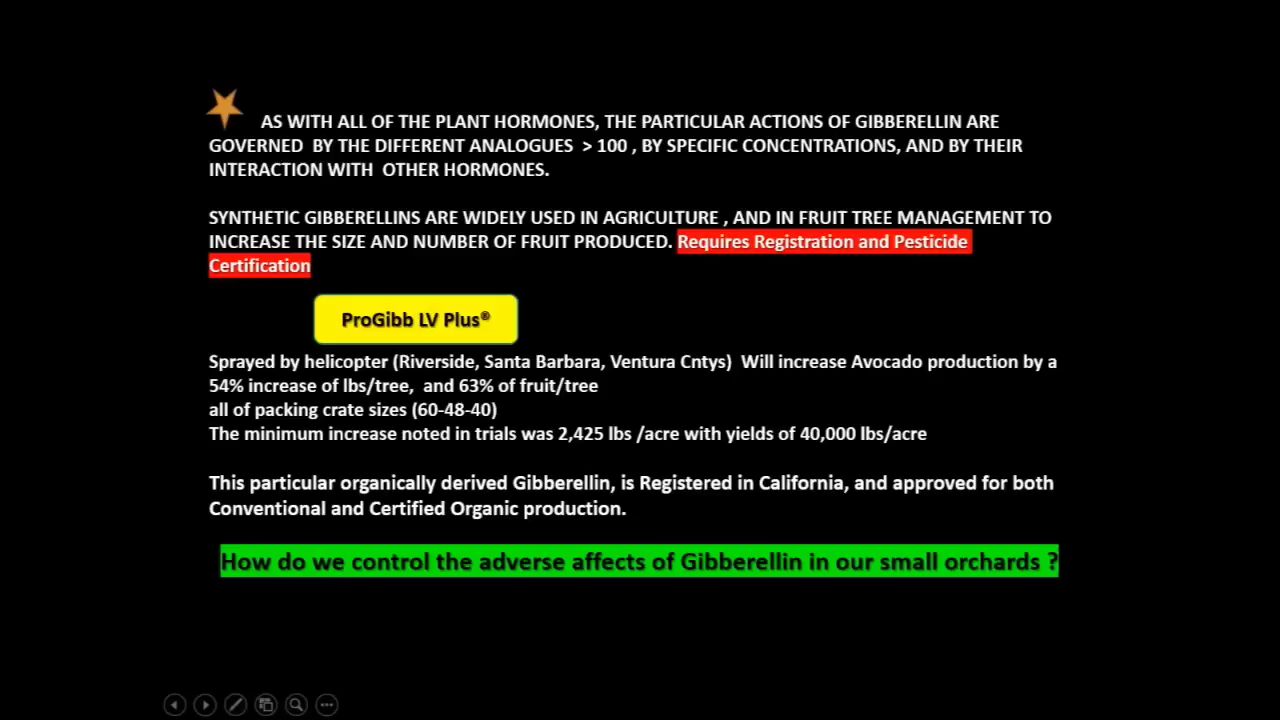 AS WITH ALL OF THE PLANT HORMONES, THE PARTICULAR ACTIONS OF GIBBERELLIN ARE
GOVERNED  BY THE DIFFERENT ANALOGUES  > 100 , BY SPECIFIC CONCENTRATIONS, AND BY THEIR
INTERACTION WITH  OTHER HORMONES.
SYNTHETIC GIBBERELLINS ARE WIDELY USED IN AGRICULTURE , AND IN FRUIT TREE MANAGEMENT TO
INCREASE THE SIZE AND NUMBER OF FRUIT PRODUCED. Requires Registration and Pesticide
Certification
ProGibb LV Plus®
Sprayed by helicopter (Riverside, Santa Barbara, Ventura Cntys)  Will increase Avocado production by a
54% increase of lbs/tree,  and 63% of fruit/tree
all of packing crate sizes (60-48-40)
The minimum increase noted in trials was 2,425 lbs /acre with yields of 40,000 lbs/acre
This particular organically derived Gibberellin, is Registered in California, and approved for both
Conventional and Certified Organic production.
How do we control the adverse affects of Gibberellin in our small orchards ?